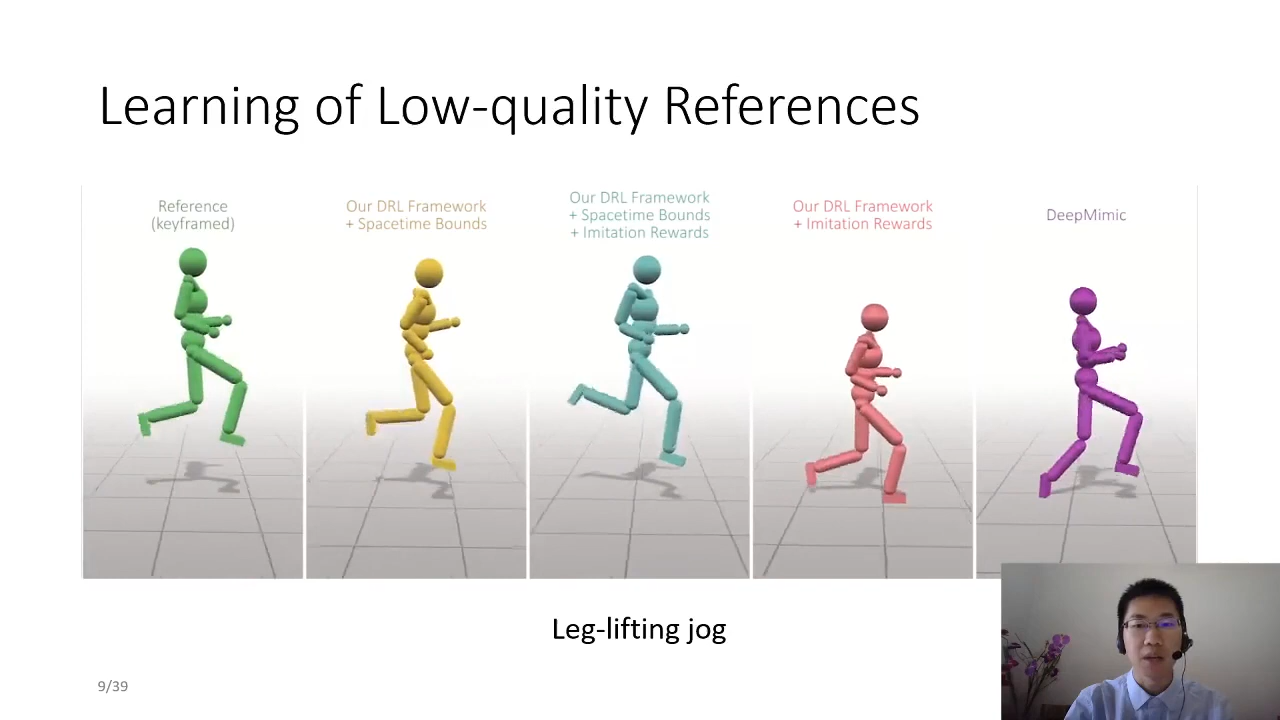 Learning of Low-quality References
Reference
(keyframed)
Our DRL Framework
+ Spacetime Bounds
Our DRL Framework
+ Spacetime Bounds
+ Imitation Rewards
Our DRL Framework
+ Imitation Rewards
DeepMimic
Leg-lifting jog
9/39